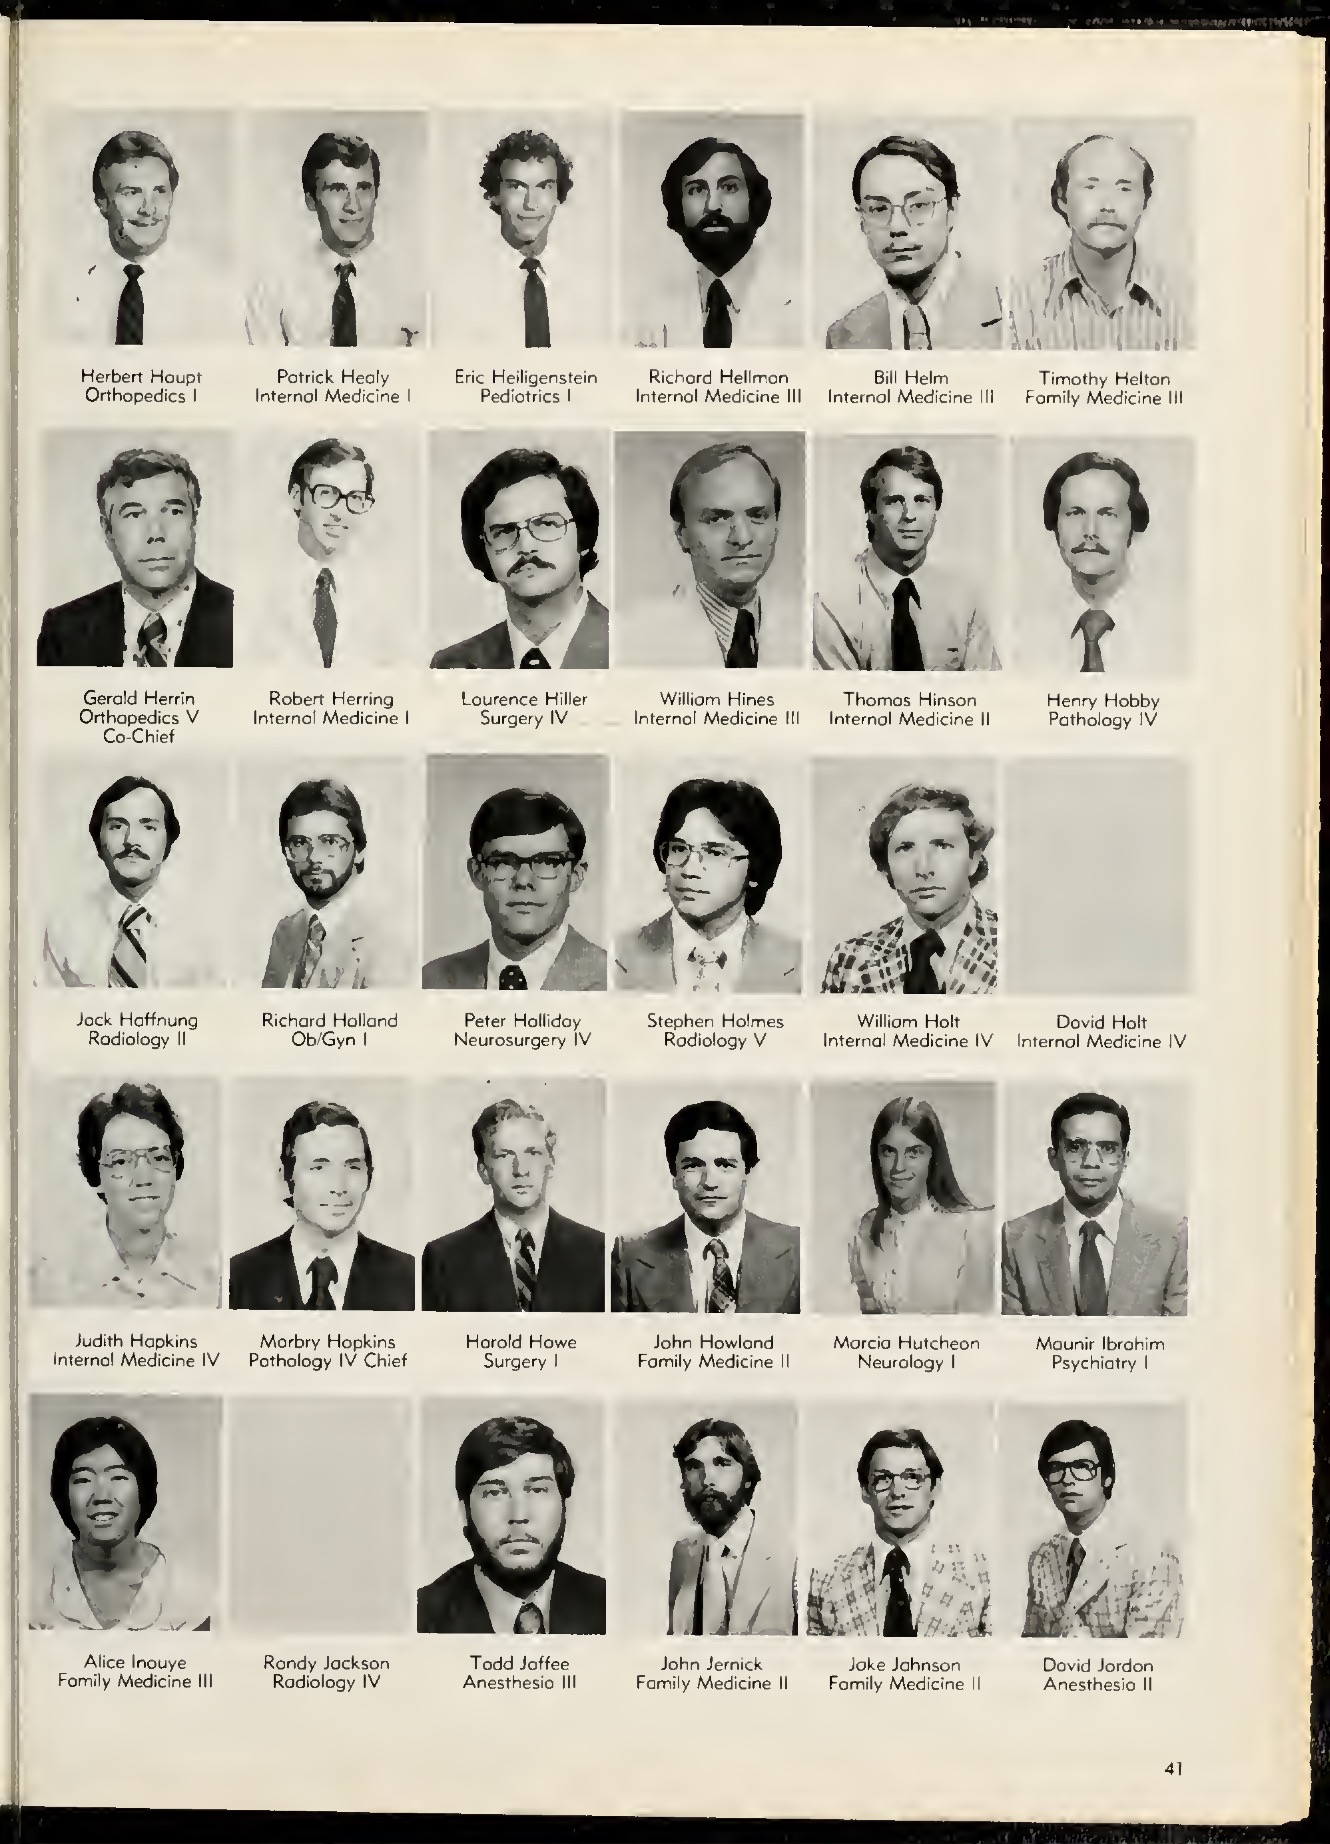 Herbert Haupt
Orthopedics I
Patrick Healy
Internal Medicine I
Eric Heiligenstein
Pediatrics I
Richard Hellman
Internal Medicine III
Bill Helm
Internal Medicine III
Timothy Helton
Family Medicine III
Gerald Herrin
Orthopedics V
Co-Chief
Robert Herring
Internal Medicine I
Lourence Hiller
Surgery IV
William Hines
Internal Medicine III
Thomas Hinson
Internal Medicine II
Henry Hobby
Pathology IV
Jack Hoffnung
Radiology II
Richard Holland
Ob/Gyn I
Peter Holliday
Neurosurgery IV
Stephen Holmes
Radiology V
William Holt
Internal Medicine IV
David Holt
Internal Medicine IV
Judith Hopkins
Internal Medicine IV
Marbry Hopkins
Pathology IV Chief
Harold Howe
Surgery I
John Howland
Family Medicine II
Marcia Hutcheon
Neurology I
Maunir Ibrahim
Psychiatry I
Alice Inouye
Family Medicine III
Randy Jackson
Radiology IV
Todd Jaffee
Anesthesia III
John Jernick
Family Medicine II
Jake Johnson
Family Medicine II
David Jordon
Anesthesia II
41